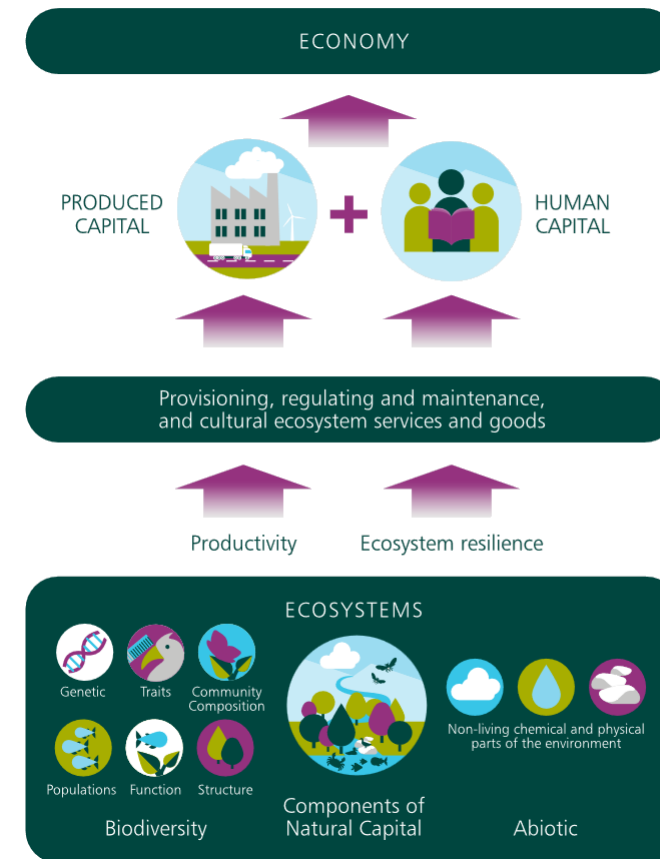 ECONOMY
PRODUCED
CAPITAL
HUMAN
CAPITAL
Provisioning, regulating and maintenance,
and cultural ecosystem services and goods
Productivity
Ecosystem resilience
ECOSYSTEMS
Genetic
Traits
Community
Composition
Non-living chemical and physical
parts of the environment
Populations
Function
Structure
Biodiversity
Components of
Natural Capital
Abiotic